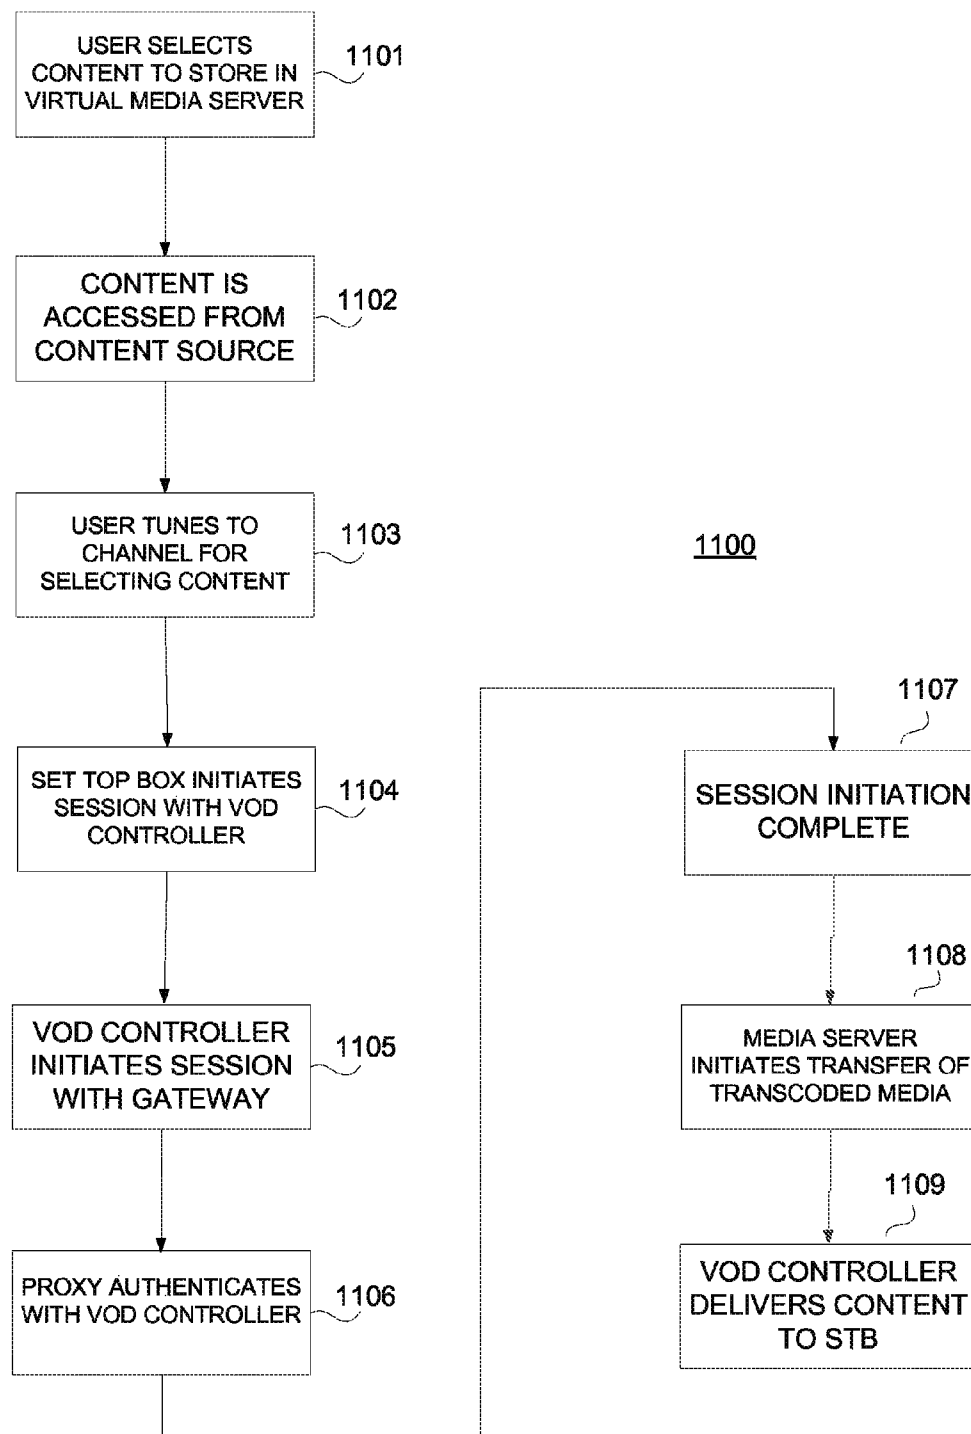 USER SELECTS
CONTENT TO STORE IN
VIRTUAL MEDIA SERVER
1101
CONTENT IS
ACCESSED FROM
CONTENT SOURCE
1102
USER TUNES TO
CHANNEL FOR
SELECTING CONTENT
1103
1100
SET TOP BOX INITIATES
SESSION WITH VOD
CONTROLLER
1104
VOD CONTROLLER
INITIATES SESSION
WITH GATEWAY
1105
PROXY AUTHENTICATES
WITH VOD CONTROLLER
1106
1107
SESSION INITIATION
COMPLETE
1108
MEDIA SERVER
INITIATES TRANSFER OF
TRANSCODED MEDIA
1109
VOD CONTROLLER
DELIVERS CONTENT
TO STB